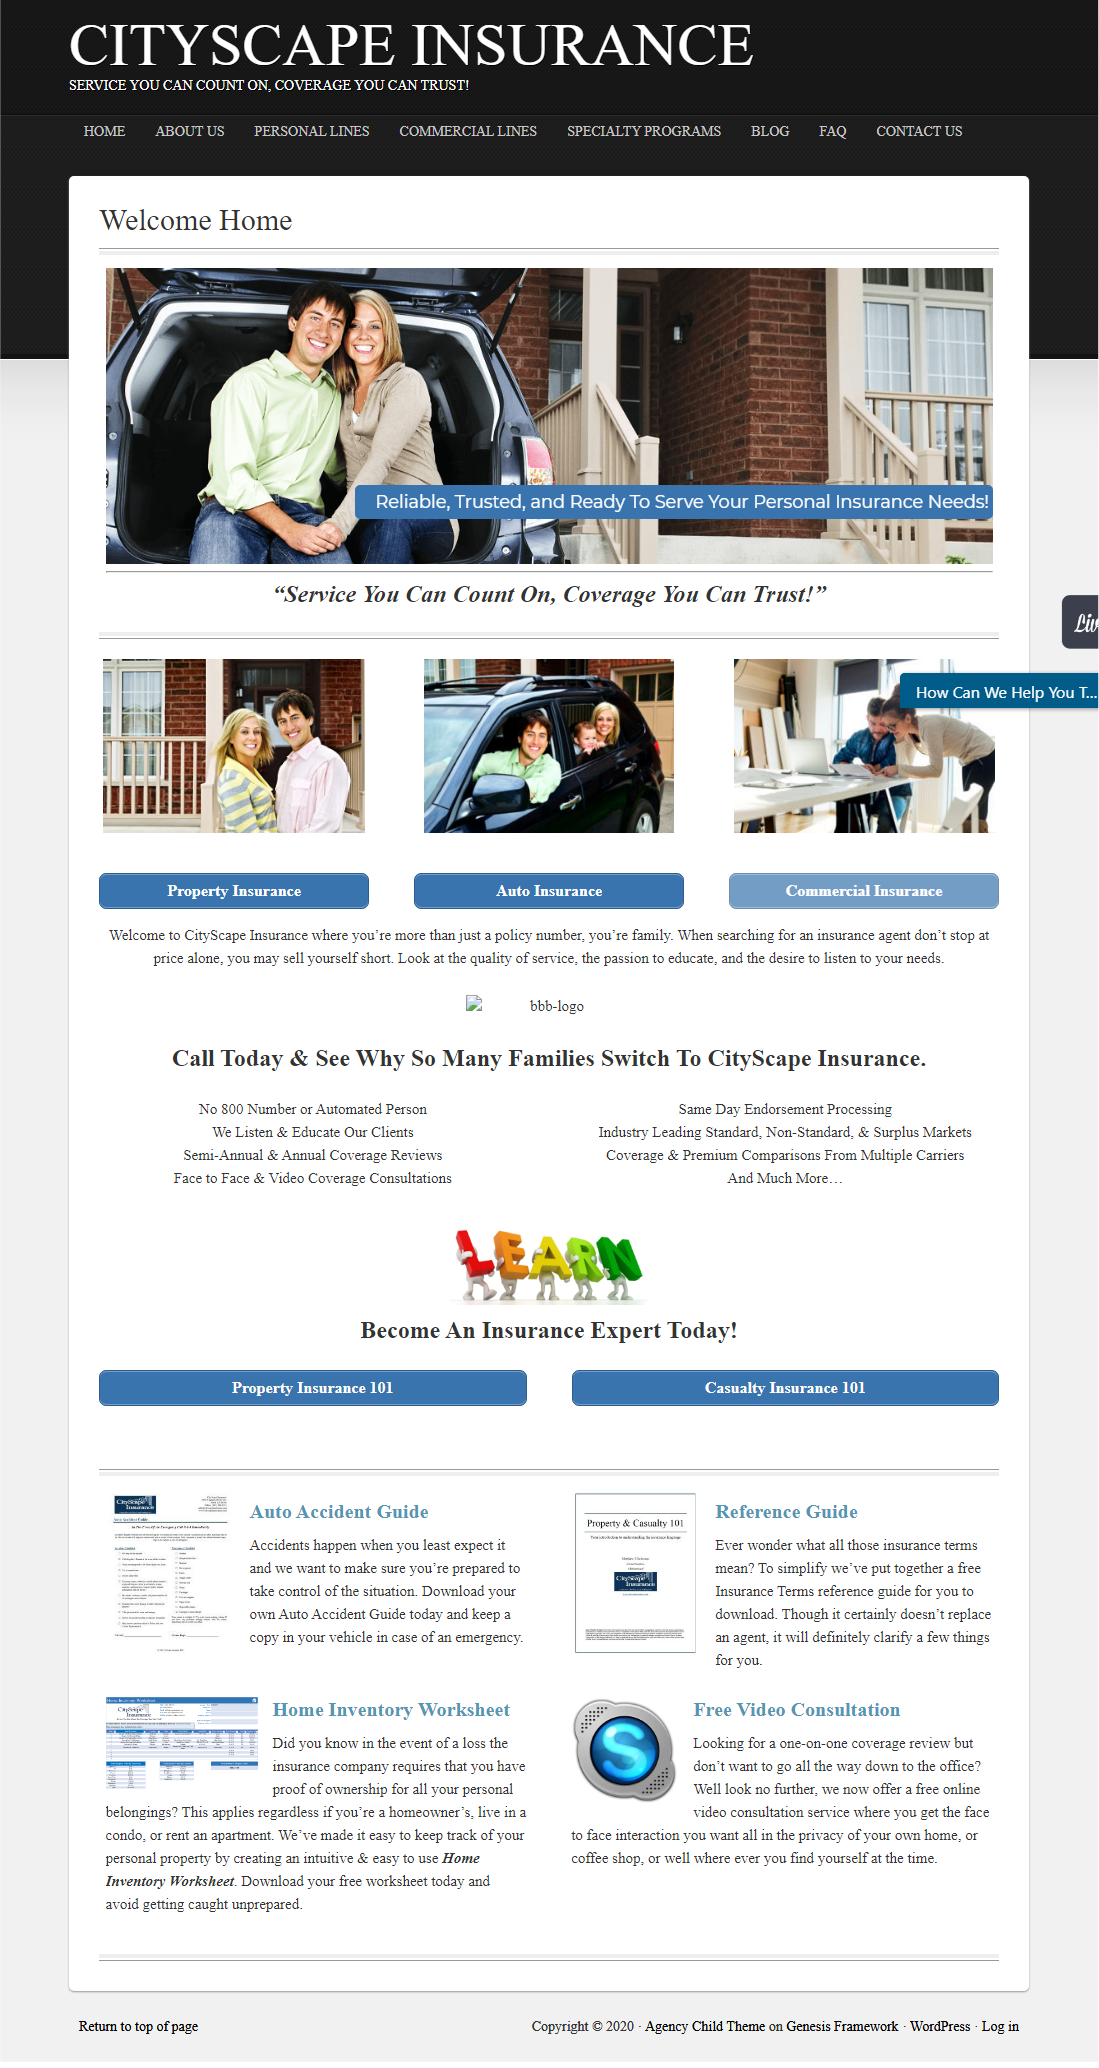 CITYSCAPE INSURANCE
SERVICE YOU CAN COUNT ON, COVERAGE YOU CAN TRUST!
HOME ABOUT US PERSONAL LINES COMMERCIAL LINES SPECIALTY PROGRAMS BLOG FAQ CONTACT US
Welcome Home
Reliable, Trusted, and Ready To Serve Your Personal Insurance Needs!
“Service You Can Count On, Coverage You Can Trust!”
Liv
How Can We Help You T...
Property Insurance
Auto Insurance
Commercial Insurance
Welcome to CityScape Insurance where you’re more than just a policy number, you’re family. When searching for an insurance agent don’t stop at
price alone, you may sell yourself short. Look at the quality of service, the passion to educate, and the desire to listen to your needs.
bbb-logo
Call Today & See Why So Many Families Switch To CityScape Insurance.
No 800 Number or Automated Person
We Listen & Educate Our Clients
Semi-Annual & Annual Coverage Reviews
Face to Face & Video Coverage Consultations
Same Day Endorsement Processing
Industry Leading Standard, Non-Standard, & Surplus Markets
Coverage & Premium Comparisons From Multiple Carriers
And Much More…
LEARN
Become An Insurance Expert Today!
Property Insurance 101
Casualty Insurance 101
CityScape
Insurance
Auto Accident Guide
Auto Accident Guide
Accidents happen when you least expect it
and we want to make sure you’re prepared to
take control of the situation. Download your
own Auto Accident Guide today and keep a
copy in your vehicle in case of an emergency.
Property & Casualty 101
CityScape
Insurance
Reference Guide
Ever wonder what all those insurance terms
mean? To simplify we’ve put together a free
Insurance Terms reference guide for you to
download. Though it certainly doesn’t replace
an agent, it will definitely clarify a few things
for you.
Home Inventory Worksheet
CityScape
Insurance
Home Inventory Worksheet
Did you know in the event of a loss the
insurance company requires that you have
proof of ownership for all your personal
belongings? This applies regardless if you’re a homeowner’s, live in a
condo, or rent an apartment. We’ve made it easy to keep track of your
personal property by creating an intuitive & easy to use Home
Inventory Worksheet. Download your free worksheet today and
avoid getting caught unprepared.
S
Free Video Consultation
Looking for a one-on-one coverage review but
don’t want to go all the way down to the office?
Well look no further, we now offer a free online
video consultation service where you get the face
to face interaction you want all in the privacy of your own home, or
coffee shop, or well where ever you find yourself at the time.
Return to top of page
Copyright © 2020 · Agency Child Theme on Genesis Framework · WordPress · Log in